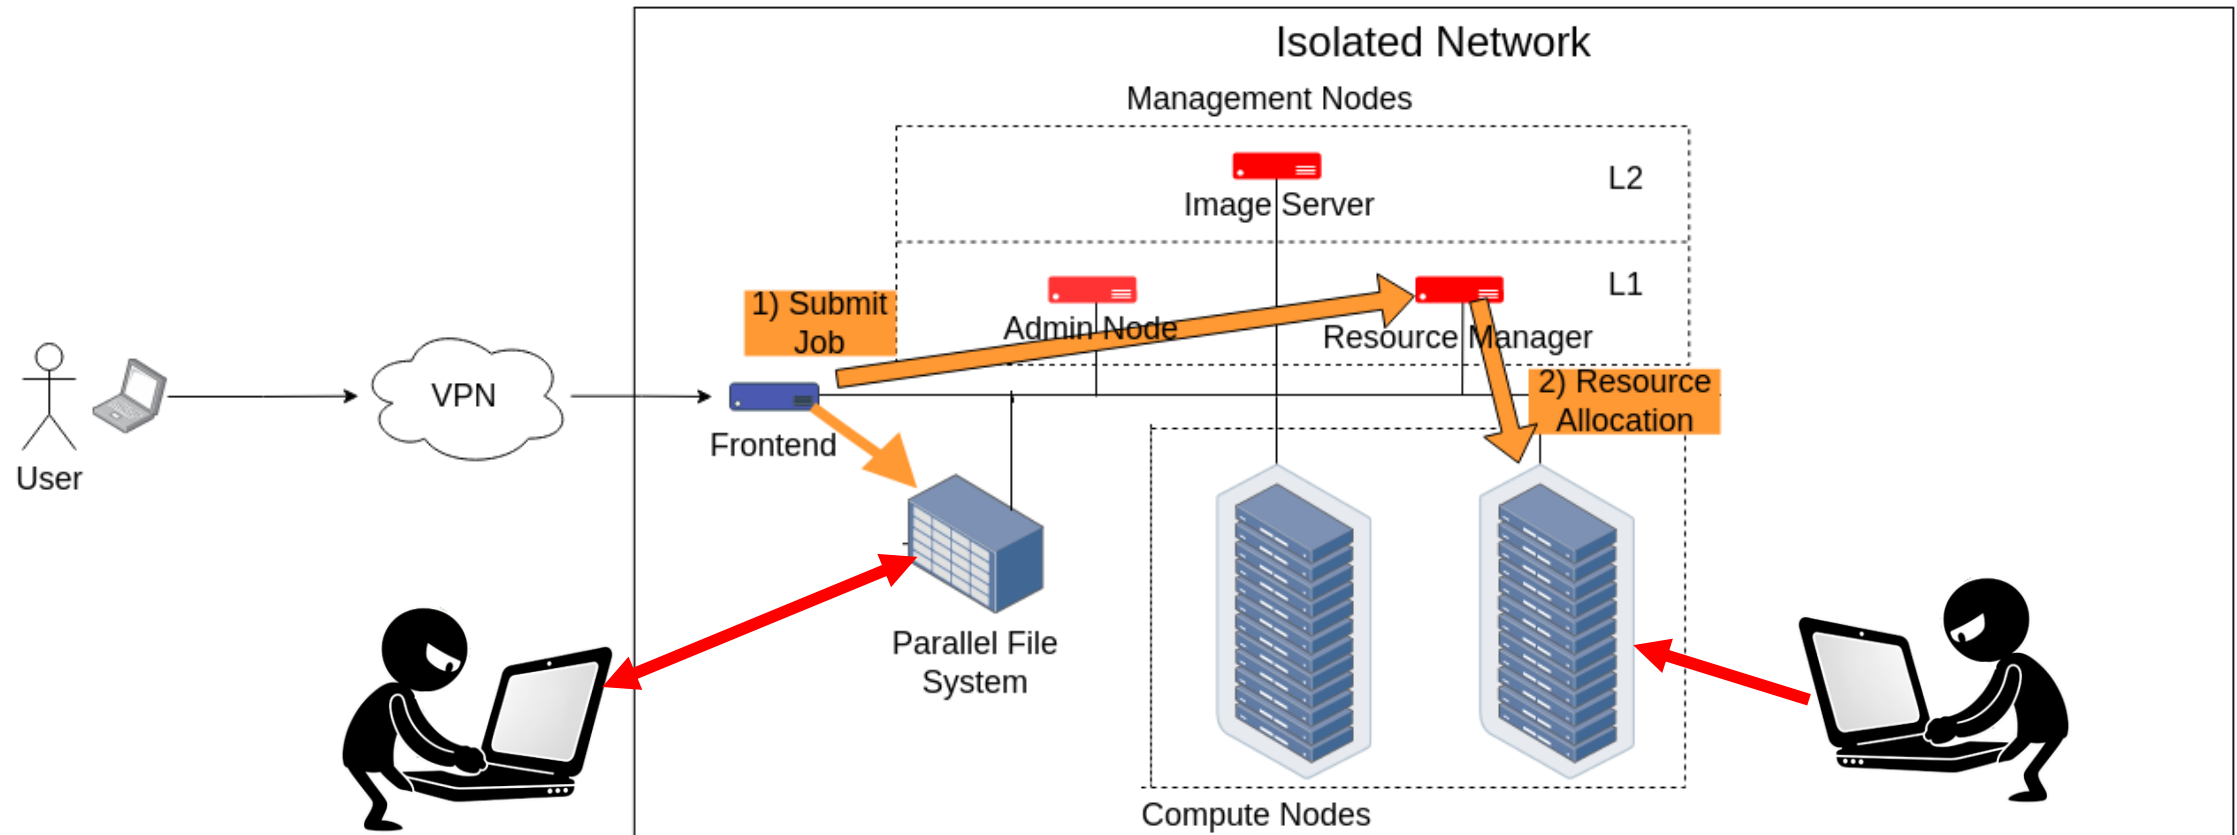 Isolated Network
Management Nodes
L2
Image Server
L1
1) Submit
Job
Admin Node
Resource Manager
2) Resource
Allocation
VPN
Frontend
User
Parallel File
System
Compute Nodes